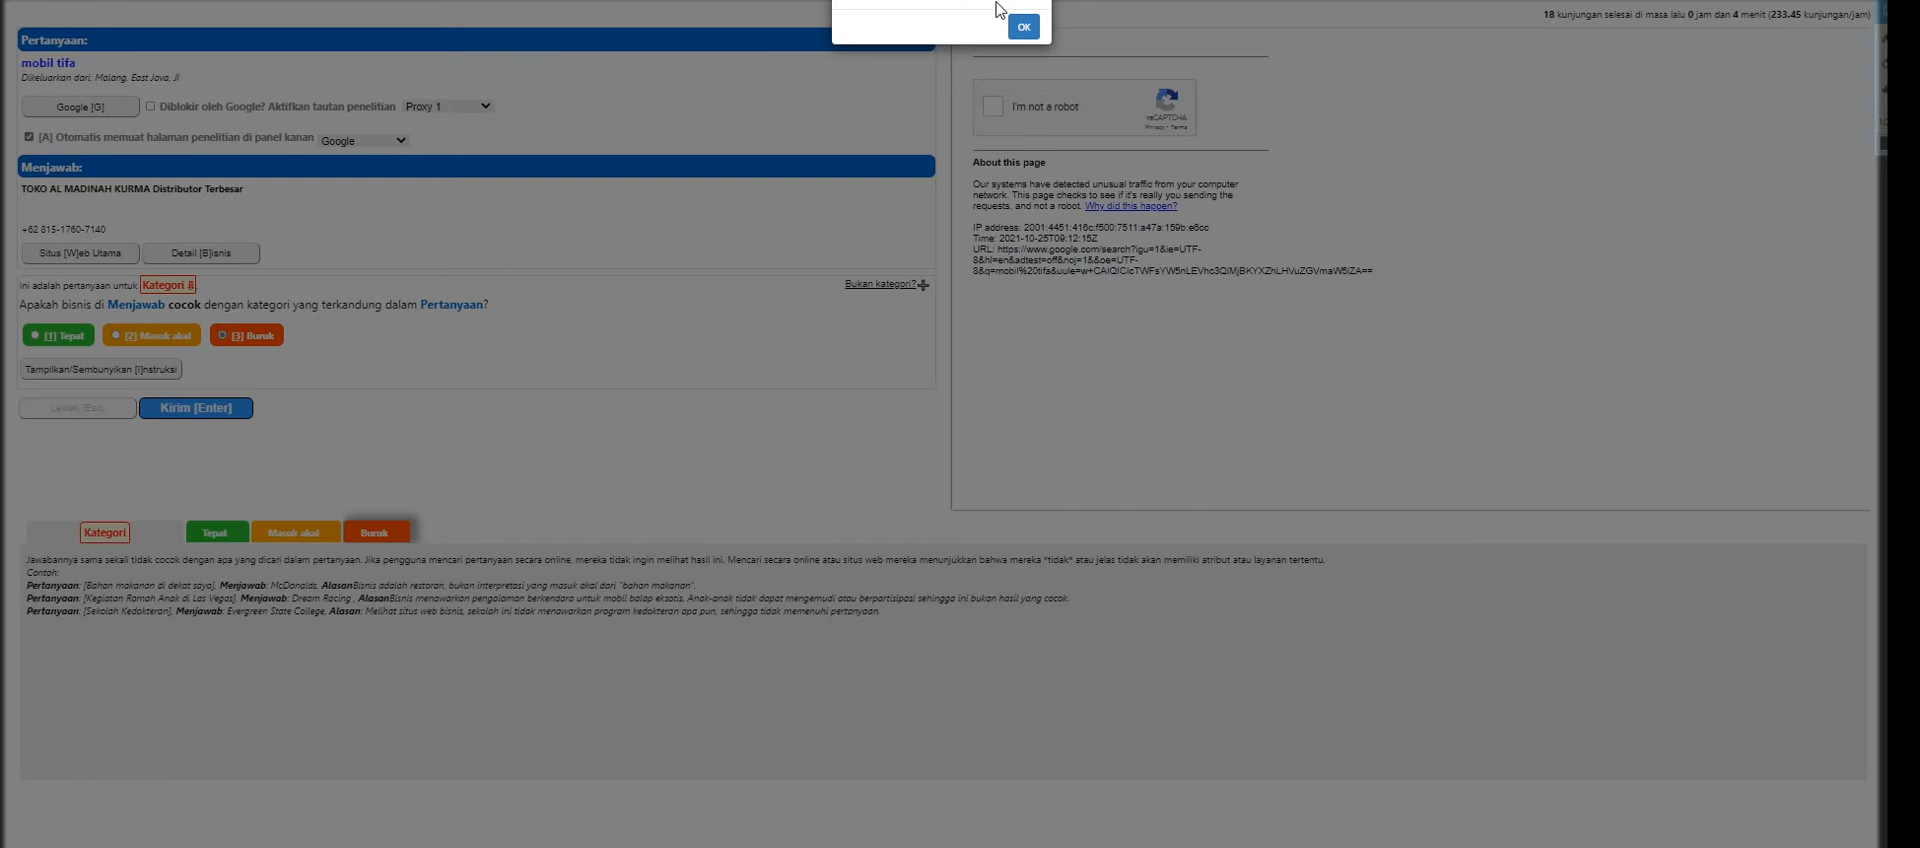 OK
18 kunjungan selesai di masa lalu 0 jam dan 4 menit (233.45 kunjungan/jam)
Pertanyaan:
mobil tifa
Dikeluarkan dari: Malang, East Java, JI
Google [G]
Diblokir oleh Google? Aktifkan tautan penelitian
Proxy 1
[A] Otomatis memuat halaman penelitian di panel kanan
Google
Menjawab:
TOKO AL MADINAH KURMA Distributor Terbesar
+62 815-1760-7140
Situs [W]eb Utama
Detail [B]isnis
Ini adalah pertanyaan untuk Kategori
Bukan kategori?
Apakah bisnis di Menjawab cocok dengan kategori yang terkandung dalam Pertanyaan?
[1] Tepat
[2] Masuk akal
[3] Buruk
Tampilkan/Sembunyikan [I]nstruksi
Lewati [Esc]
Kirim [Enter]
I'm not a robot
reCAPTCHA
Privacy • Terms
About this page
Our systems have detected unusual traffic from your computer
network. This page checks to see if it's really you sending the
requests, and not a robot. Why did this happen?
IP address: 2001:4451:416c:f500:7511:a47a:159b:e6cc
Time: 2021-10-25T09:12:15Z
URL: https://www.google.com/search?igu=1&ie=UTF-
8&hl=en&adtest=off&noj=1&&oe=UTF-
Kategori
Tepat
Masuk akal
Buruk
Jawabannya sama sekali tidak cocok dengan apa yang dicari dalam pertanyaan. Jika pengguna mencari pertanyaan secara online, mereka tidak ingin melihat hasil ini. Mencari secara online atau situs web mereka menunjukkan bahwa mereka *tidak* atau jelas tidak akan memiliki atribut atau layanan tertentu.
Contoh:
Pertanyaan: [Bahan makanan di dekat saya], Menjawab: McDonalds, AlasanBisnis adalah restoran, bukan interpretasi yang masuk akal dari "bahan makanan".
Pertanyaan: [Kegiatan Ramah Anak di Las Vegas], Menjawab: Dream Racing , AlasanBisnis menawarkan pengalaman berkendara untuk mobil balap eksotis. Anak-anak tidak dapat mengemudi atau berpartisipasi sehingga ini bukan hasil yang cocok.
Pertanyaan: [Sekolah Kedokteran], Menjawab: Evergreen State College, Alasan: Melihat situs web bisnis, sekolah ini tidak menawarkan program kedokteran apa pun, sehingga tidak memenuhi pertanyaan.